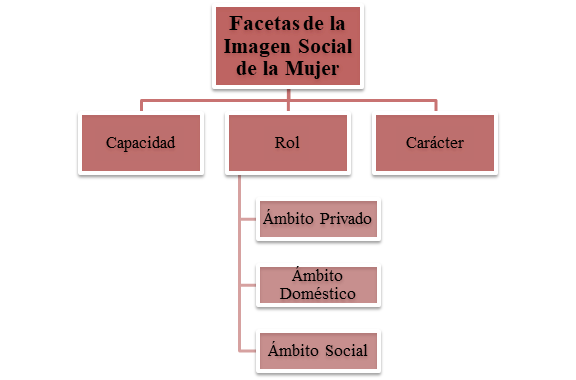 Facetas de la
Imagen Social
de la Mujer
Capacidad
Rol
Carácter
Ámbito Privado
Ámbito
Doméstico
Ámbito Social